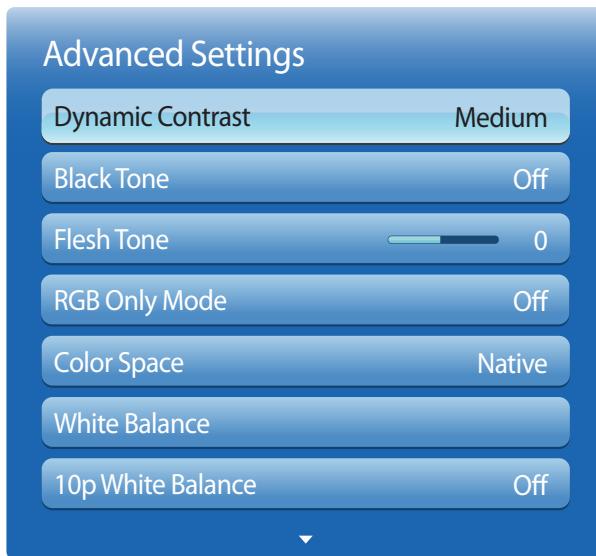 Advanced Settings
Dynamic Contrast Medium
Black Tone Off
Flesh Tone 0
RGB Only Mode Off
Color Space Native
White Balance
10p White Balance Off